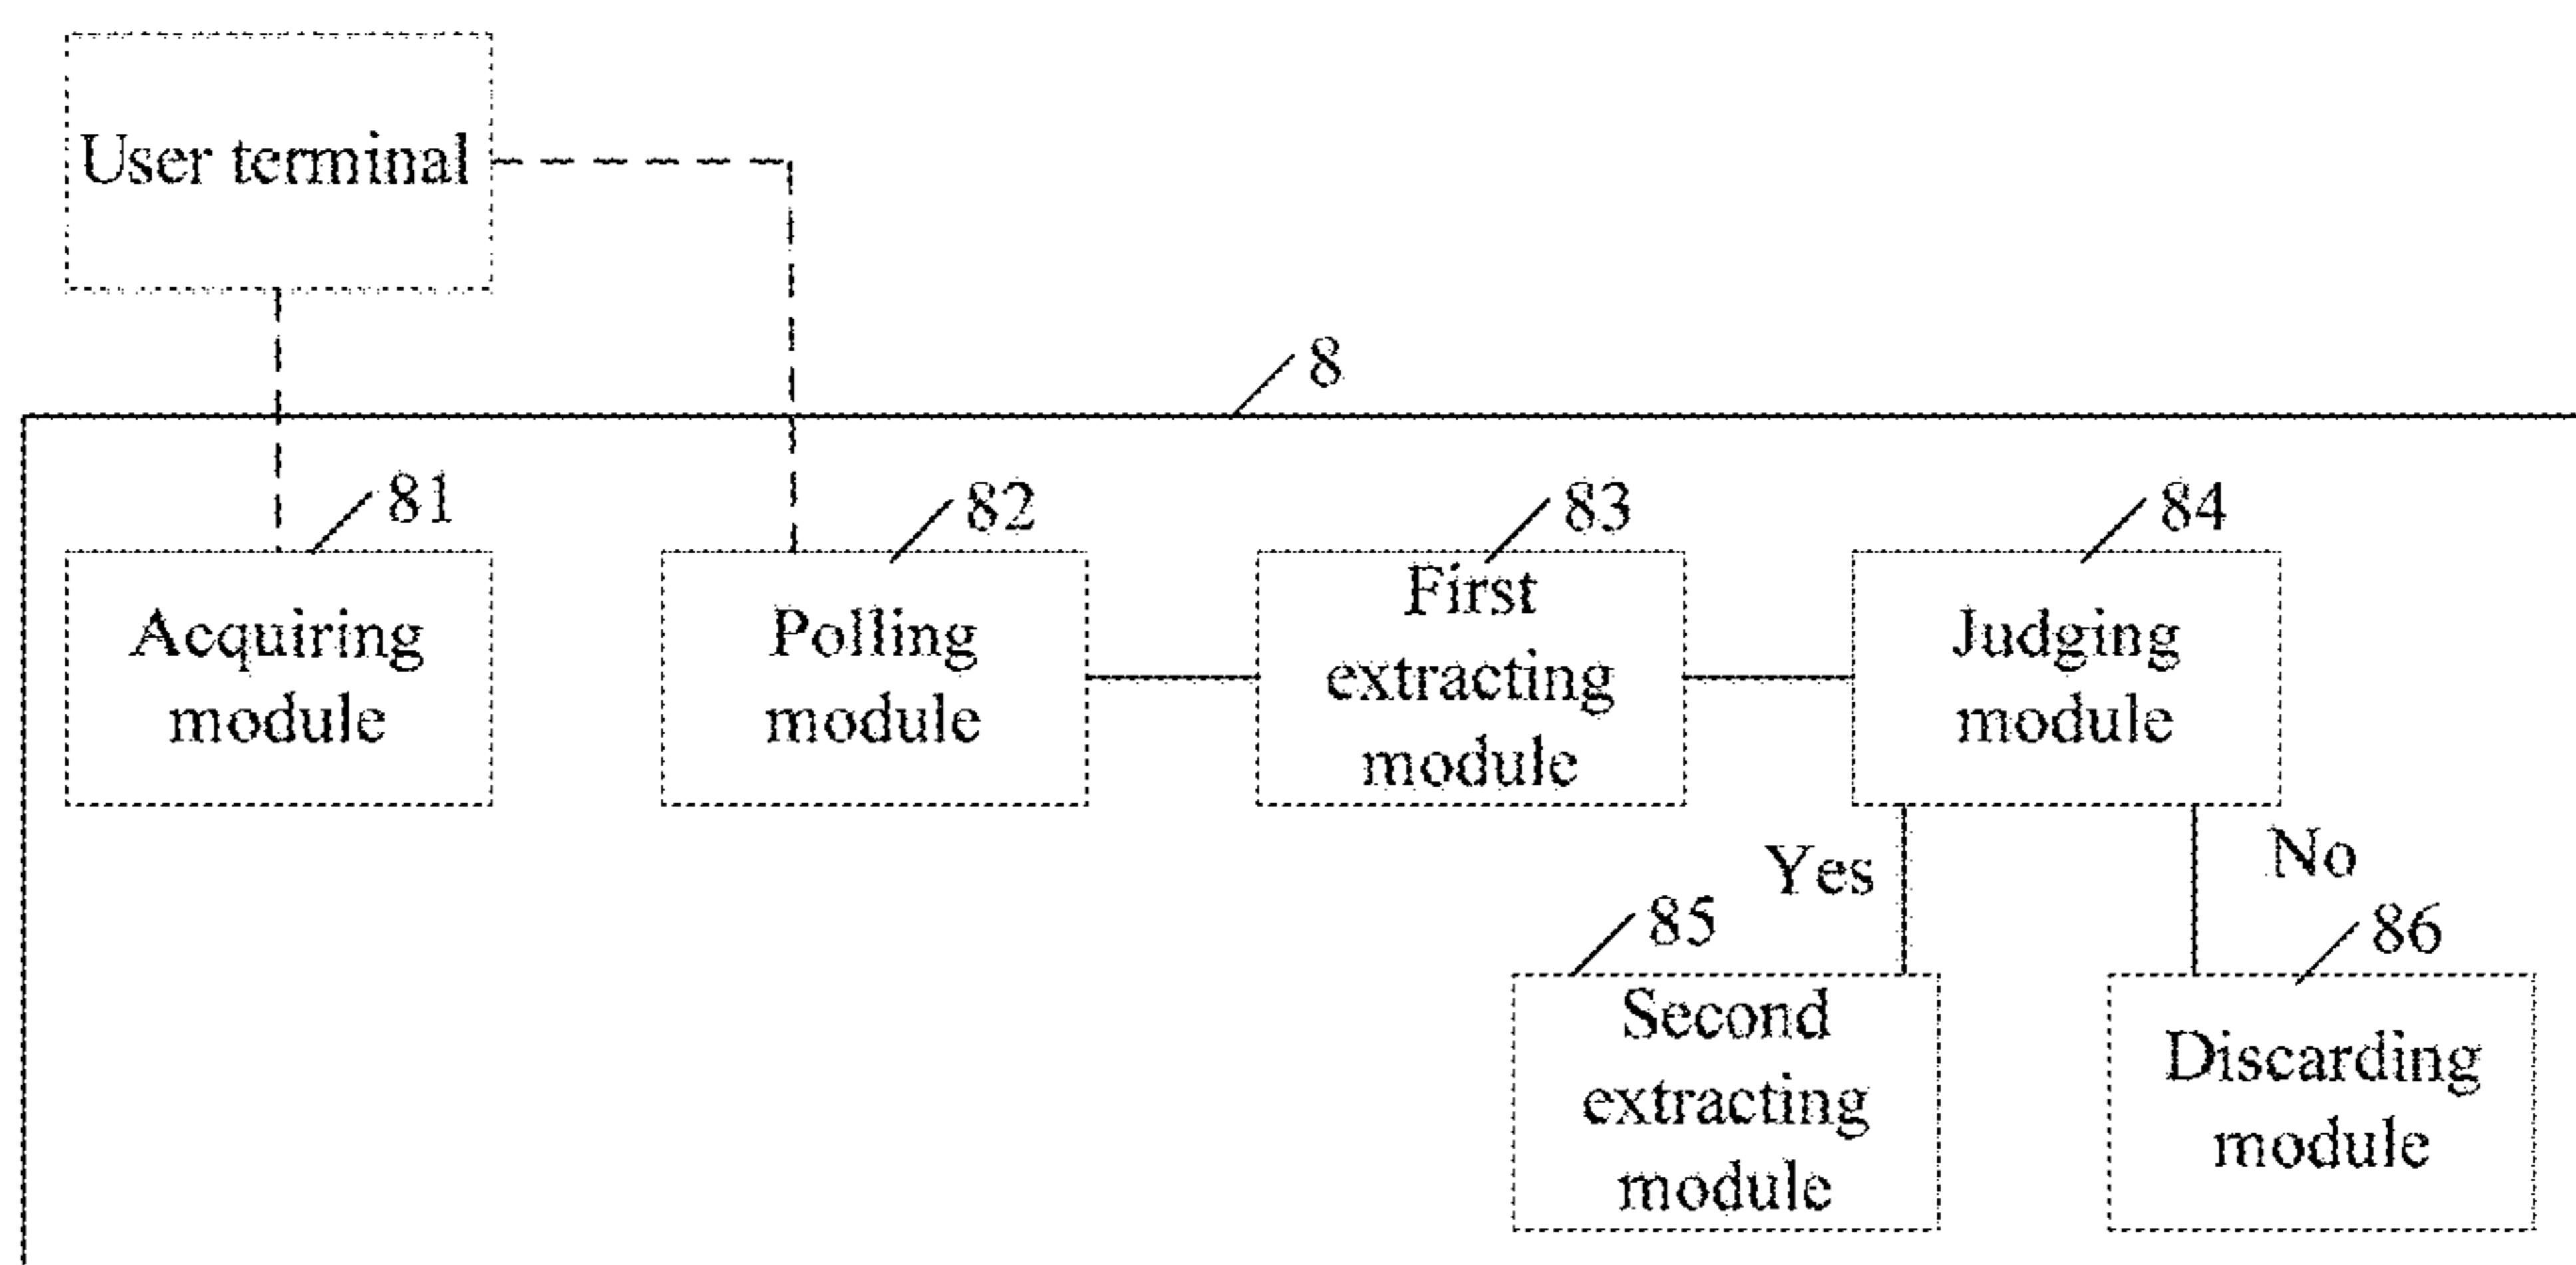 User terminal
8
81
82
83
84
Acquiring
module
Polling
module
First
extracting
module
Judging
module
Yes
No
85
86
Second
extracting
module
Discarding
module